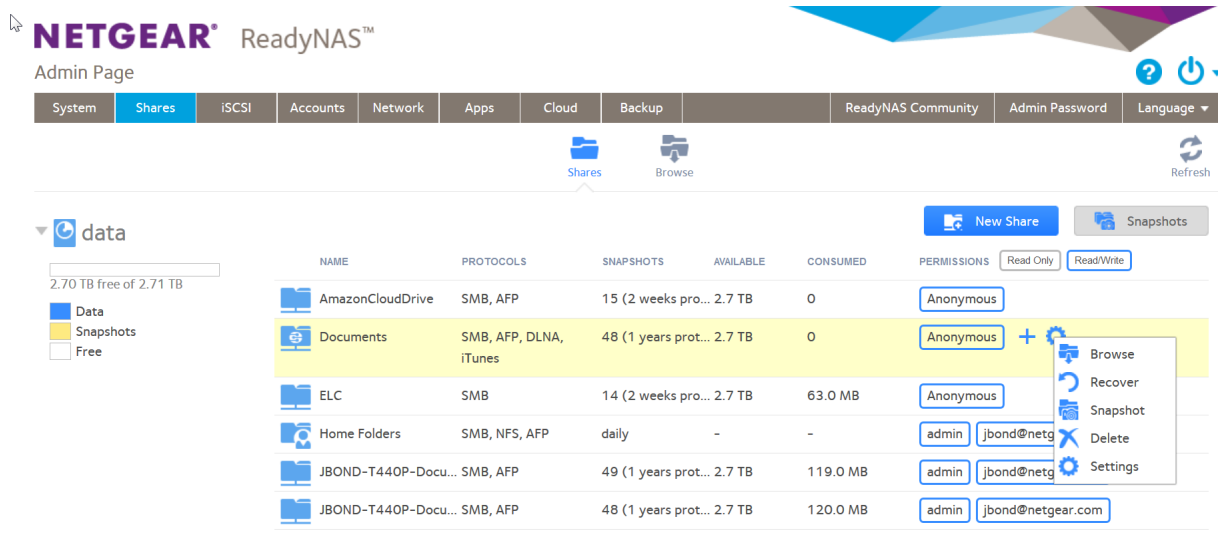 NETGEAR® ReadyNAS™
Admin Page
System Shares iSCSI Accounts Network Apps Cloud Backup ReadyNAS Community Admin Password Language
Shares Browse Refresh
data
New Share Snapshots
NAME PROTOCOLS SNAPSHOTS AVAILABLE CONSUMED PERMISSIONS Read Only Read/Write
2.70 TB free of 2.71 TB
Data
Snapshots
Free
AmazonCloudDrive SMB, AFP 15 (2 weeks pro... 2.7 TB 0 Anonymous
Documents SMB, AFP, DLNA, 48 (1 years prot... 2.7 TB 0 Anonymous
iTunes
Browse
Recover
Snapshot
Delete
Settings
ELC SMB 14 (2 weeks pro... 2.7 TB 63.0 MB Anonymous
Home Folders SMB, NFS, AFP daily - - admin jbond@netg
JBOND-T440P-Docu... SMB, AFP 49 (1 years prot... 2.7 TB 119.0 MB admin jbond@netg
JBOND-T440P-Docu... SMB, AFP 48 (1 years prot... 2.7 TB 120.0 MB admin jbond@netgear.com